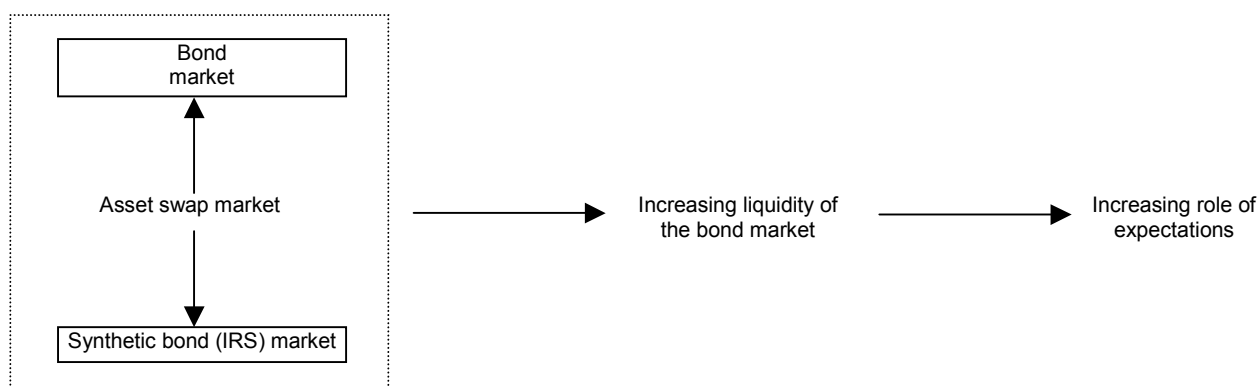 Bond
market
Asset swap market
Synthetic bond (IRS) market
Increasing liquidity of
the bond market
Increasing role of
expectations